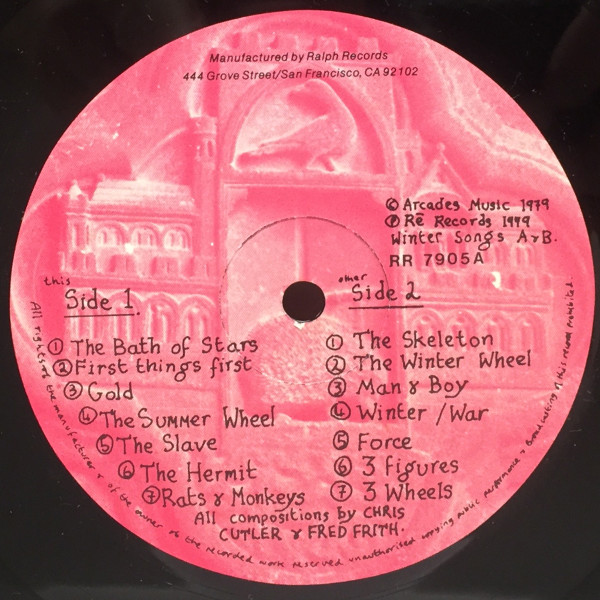 Manufactured by Ralph Records
444 Grove Street/San Francisco, CA 92102
© Arcades Music 1979
℗ Rē Records 1979
Winter Songs A&B.
RR 7905A
this
Side 1.
① The Bath of Stars
② First things first
③ Gold
④ The Summer Wheel
⑤ The Slave
⑥ The Hermit
⑦ Rats & Monkeys
other
Side 2
① The Skeleton
② The Winter Wheel
③ Man & Boy
④ Winter/War
⑤ Force
⑥ 3 figures
⑦ 3 Wheels
All compositions by CHRIS
CUTLER & FRED FRITH.
All rights of the manufacturer & of the owner of the recorded work reserved unauthorised copying public performance & broadcasting of this record prohibited.